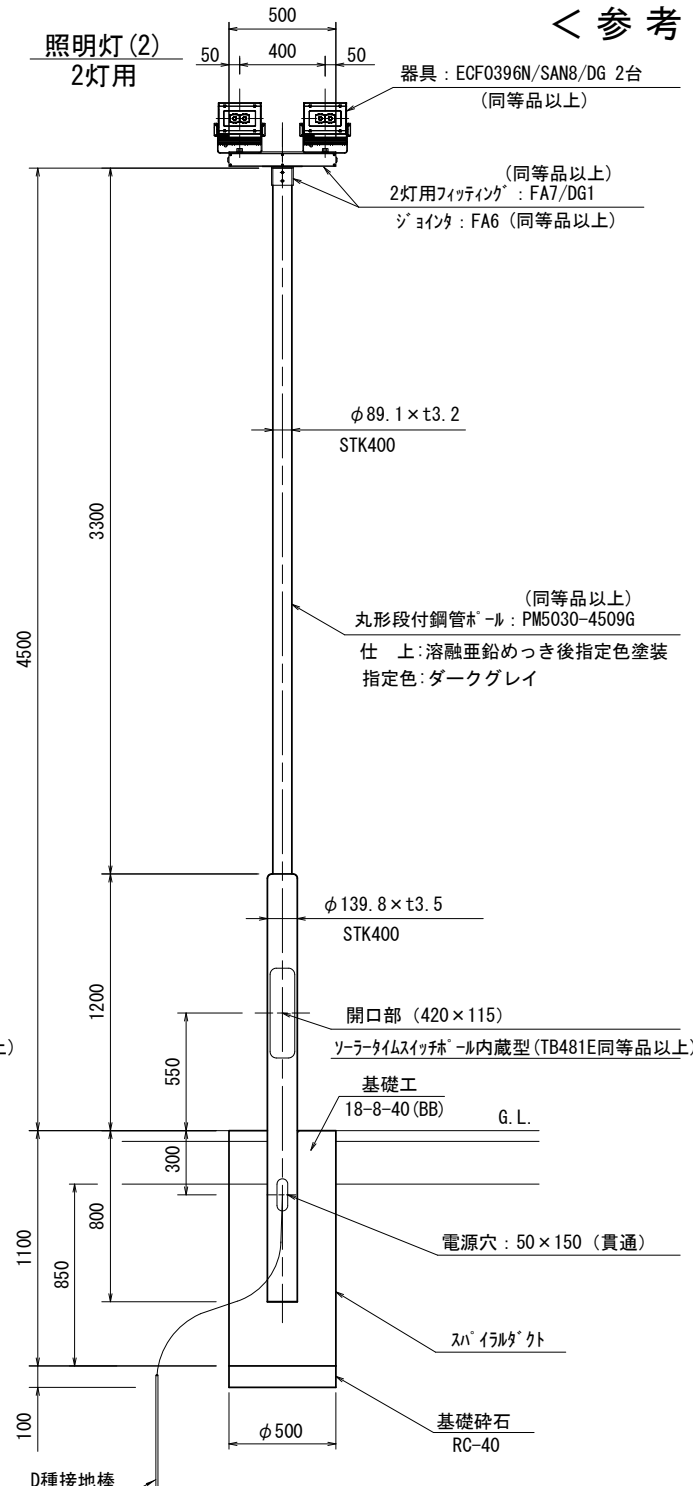 ＜参考
照明灯(2)
2灯用
500
50 400 50
器具：ECF0396N/SAN8/DG 2台
(同等品以上)
(同等品以上)
2灯用フィッティング：FA7/DG1
ジョインタ：FA6 (同等品以上)
φ89.1×t3.2
STK400
3300
4500
(同等品以上)
丸形段付鋼管ポール：PM5030-4509G
仕　上：溶融亜鉛めっき後指定色塗装
指定色：ダークグレイ
φ139.8×t3.5
STK400
1200
開口部 (420×115)
上)
ソーラータイムスイッチポール内蔵型(TB481E同等品以上)
550
基礎工
18-8-40(BB)
G.L.
300
800
1100
850
電源穴：50×150 (貫通)
スパイラルダクト
100
φ500
基礎砕石
RC-40
D種接地棒